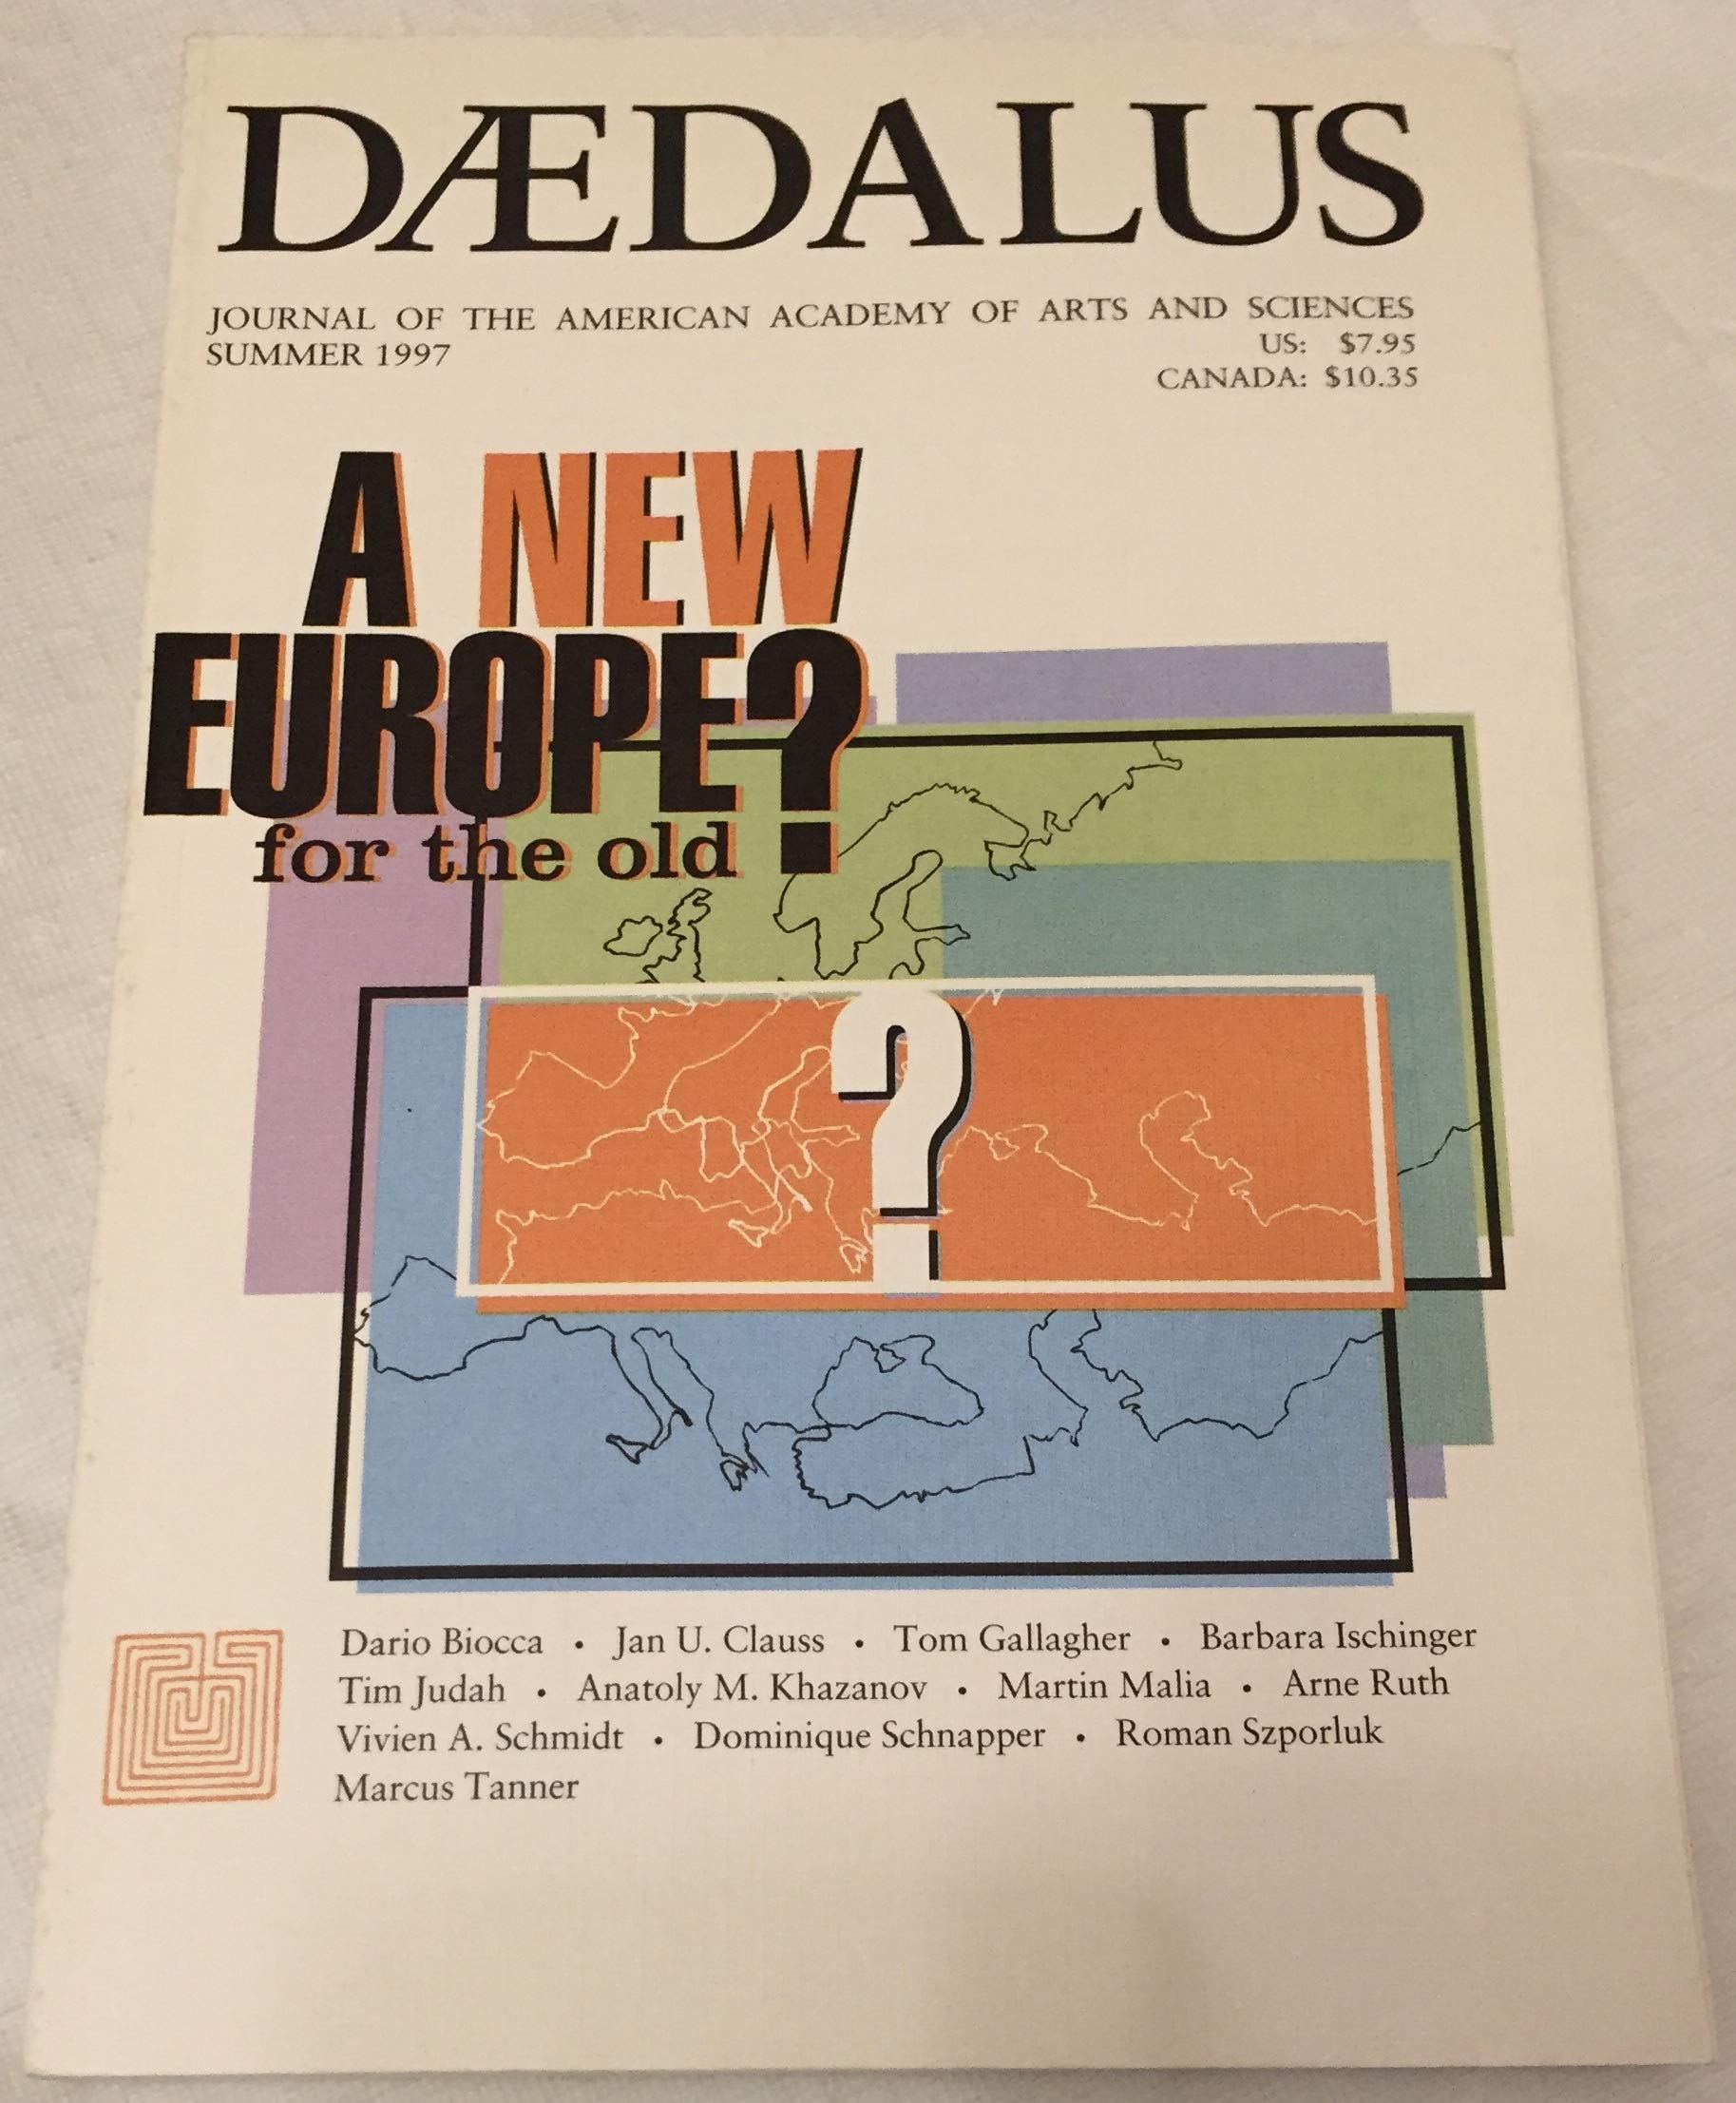 DÆDALUS
JOURNAL OF THE AMERICAN ACADEMY OF ARTS AND SCIENCES
SUMMER 1997
US: $7.95
CANADA: $10.35
A NEW
EUROPE?
for the old
?
Dario Biocca • Jan U. Clauss • Tom Gallagher • Barbara Ischinger
Tim Judah • Anatoly M. Khazanov • Martin Malia • Arne Ruth
Vivien A. Schmidt • Dominique Schnapper • Roman Szporluk
Marcus Tanner